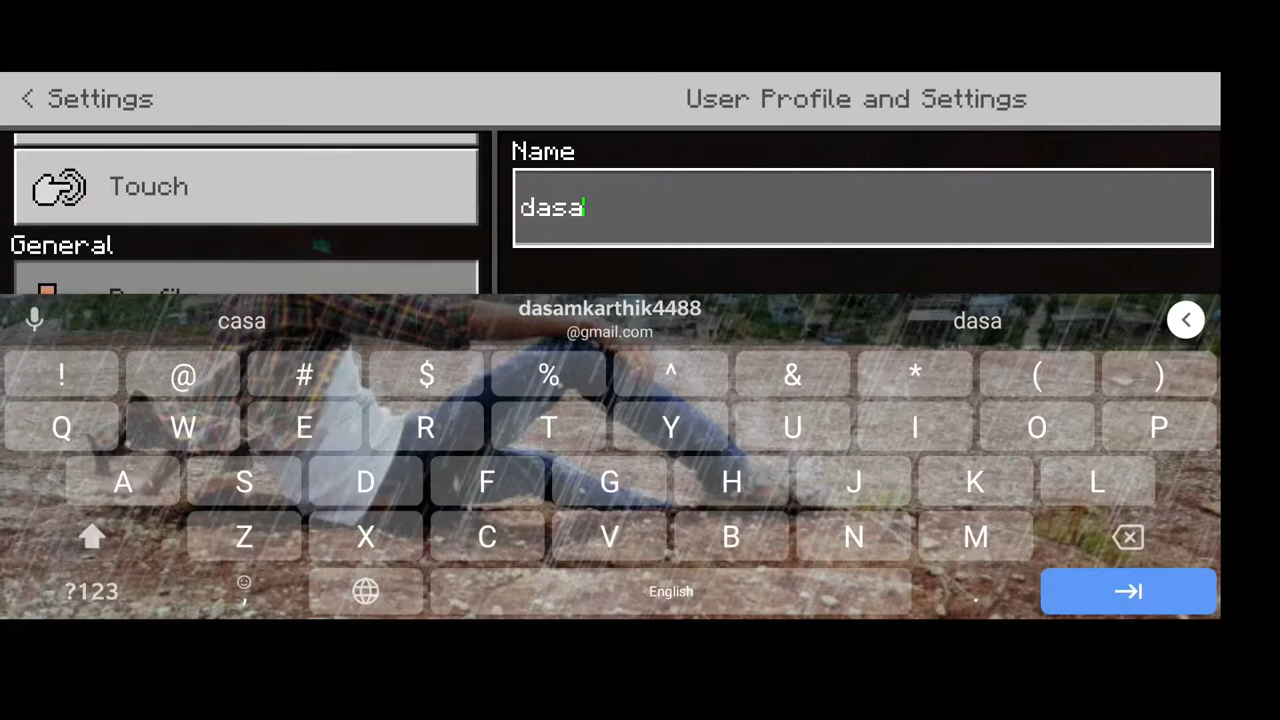 Settings
User Profile and Settings
Touch
Name
dasa
General
casa
dasamkarthik4488
@gmail.com
dasa
! @ # $ % ^ & * ( )
Q W E R T Y U I O P
A S D F G H J K L
Z X C V B N M
?123 , English .